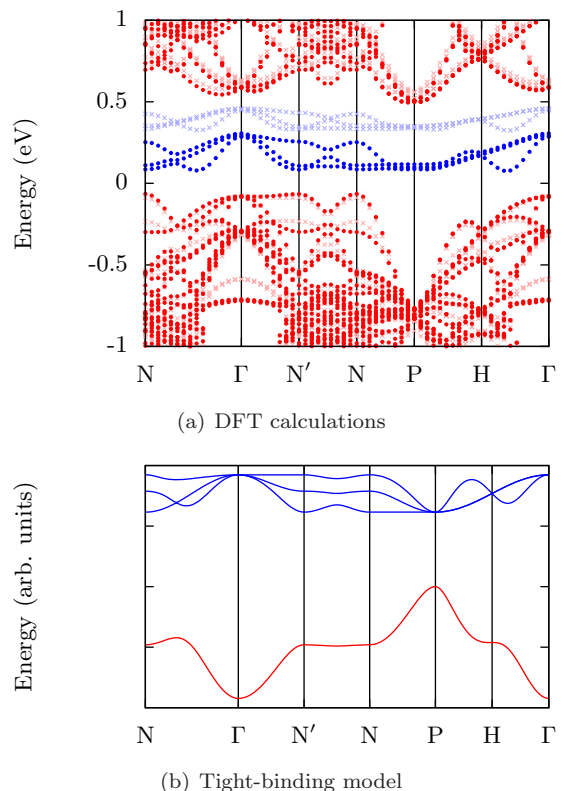 1
0.5
0
-0.5
-1
Energy (eV)
N Γ N′ N P H Γ
(a) DFT calculations
Energy (arb. units)
N Γ N′ N P H Γ
(b) Tight-binding model